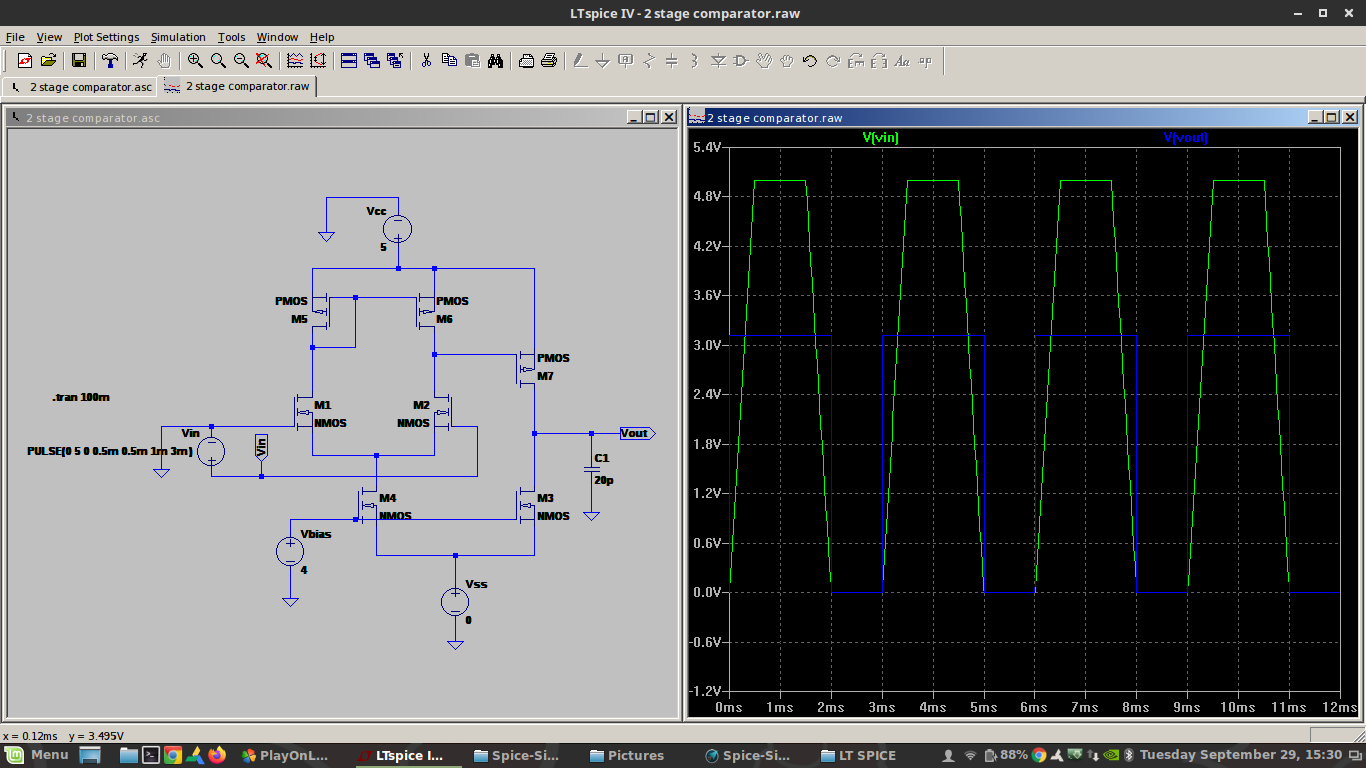 LTspice IV - 2 stage comparator.raw
File View Plot Settings Simulation Tools Window Help
2 stage comparator.asc 2 stage comparator.raw
2 stage comparator.asc
Vcc
5
PMOS
M5
PMOS
M6
PMOS
M7
.tran 100m
M1
NMOS
M2
NMOS
Vin
PULSE(0 5 0 0.5m 0.5m 1m 3m)
Vin
Vout
C1
20p
M4
NMOS
M3
NMOS
Vbias
4
Vss
0
2 stage comparator.raw
V(vin) V(vout)
5.4V
4.8V
4.2V
3.6V
3.0V
2.4V
1.8V
1.2V
0.6V
0.0V
-0.6V
-1.2V
0ms 1ms 2ms 3ms 4ms 5ms 6ms 7ms 8ms 9ms 10ms 11ms 12ms
x = 0.12ms y = 3.495V
Menu PlayOnL... LTspice I... Spice-Si... Pictures Spice-Si... LT SPICE 88% Tuesday September 29, 15:30